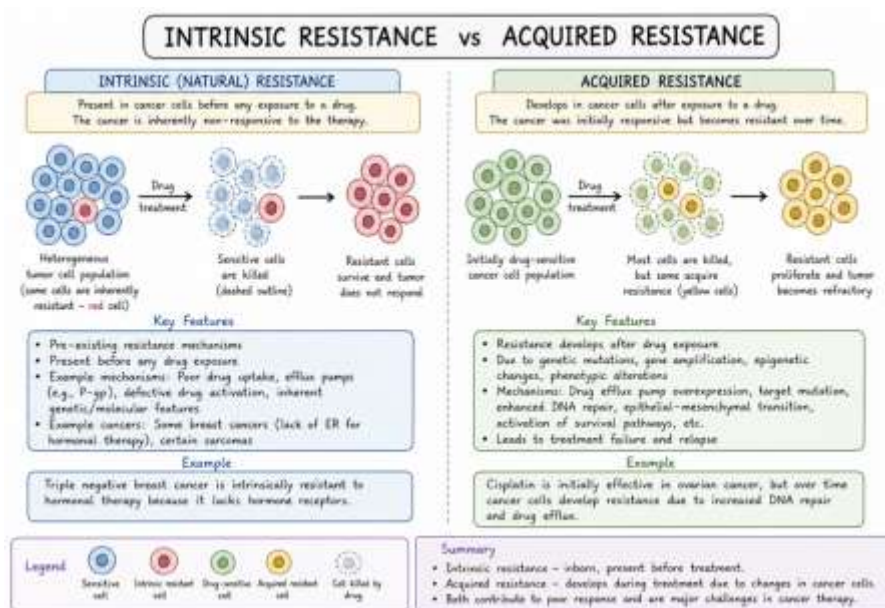 INTRINSIC RESISTANCE vs ACQUIRED RESISTANCE
INTRINSIC (NATURAL) RESISTANCE
Present in cancer cells before any exposure to a drug.
The cancer is inherently non-responsive to the therapy.
Drug
treatment
Heterogeneous
tumor cell population
(some cells are inherently
resistant - red cell)
Sensitive cells
are killed
(dashed outline)
Resistant cells
survive and tumor
does not respond
Key Features
• Pre-existing resistance mechanisms
• Present before any drug exposure
• Example mechanisms: Poor drug uptake, efflux pumps
(e.g., P-gp), defective drug activation, inherent
genetic/molecular features
• Example cancers: Some breast cancers (lack of ER for
hormonal therapy), certain sarcomas
Example
Triple negative breast cancer is intrinsically resistant to
hormonal therapy because it lacks hormone receptors.
ACQUIRED RESISTANCE
Develops in cancer cells after exposure to a drug.
The cancer was initially responsive but becomes resistant over time.
Drug
treatment
Initially drug-sensitive
cancer cell population
Most cells are killed,
but some acquire
resistance (yellow cells)
Resistant cells
proliferate and tumor
becomes refractory
Key Features
• Resistance develops after drug exposure
• Due to genetic mutations, gene amplification, epigenetic
changes, phenotypic alterations
• Mechanisms: Drug efflux pump overexpression, target mutation,
enhanced DNA repair, epithelial-mesenchymal transition,
activation of survival pathways, etc.
• Leads to treatment failure and relapse
Example
Cisplatin is initially effective in ovarian cancer, but over time
cancer cells develop resistance due to increased DNA repair
and drug efflux.
Legend
Sensitive
cell
Intrinsic resistant
cell
Drug-sensitive
cell
Acquired resistant
cell
Cell killed by
drug
Summary
• Intrinsic resistance - inborn, present before treatment.
• Acquired resistance - develops during treatment due to changes in cancer cells.
• Both contribute to poor response and are major challenges in cancer therapy.